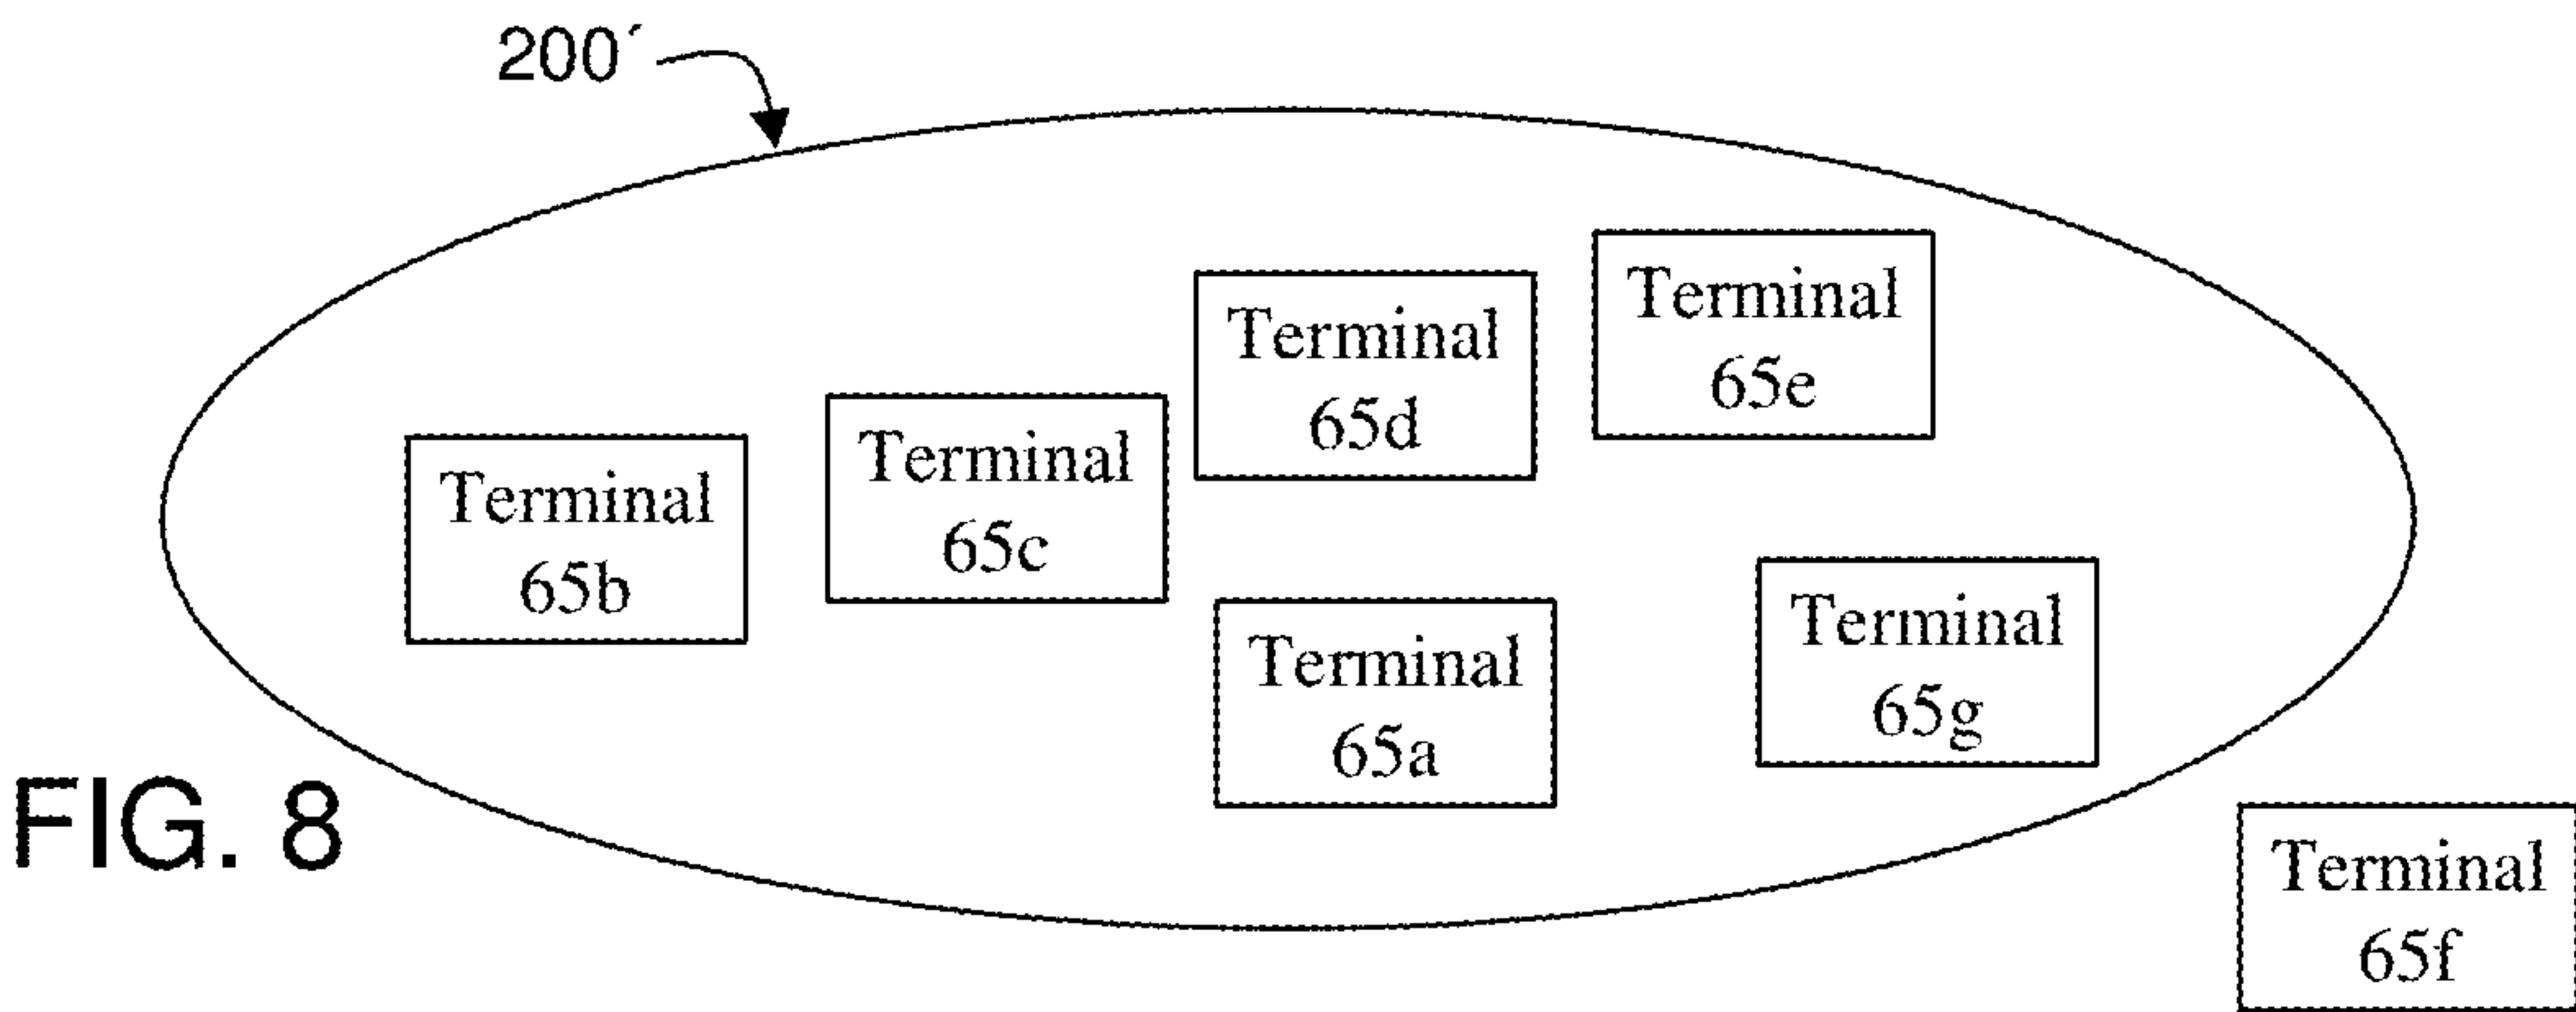 200´
Terminal
65e
Terminal
65d
Terminal
65c
Terminal
65b
Terminal
65g
Terminal
65a
FIG. 8
Terminal
65f